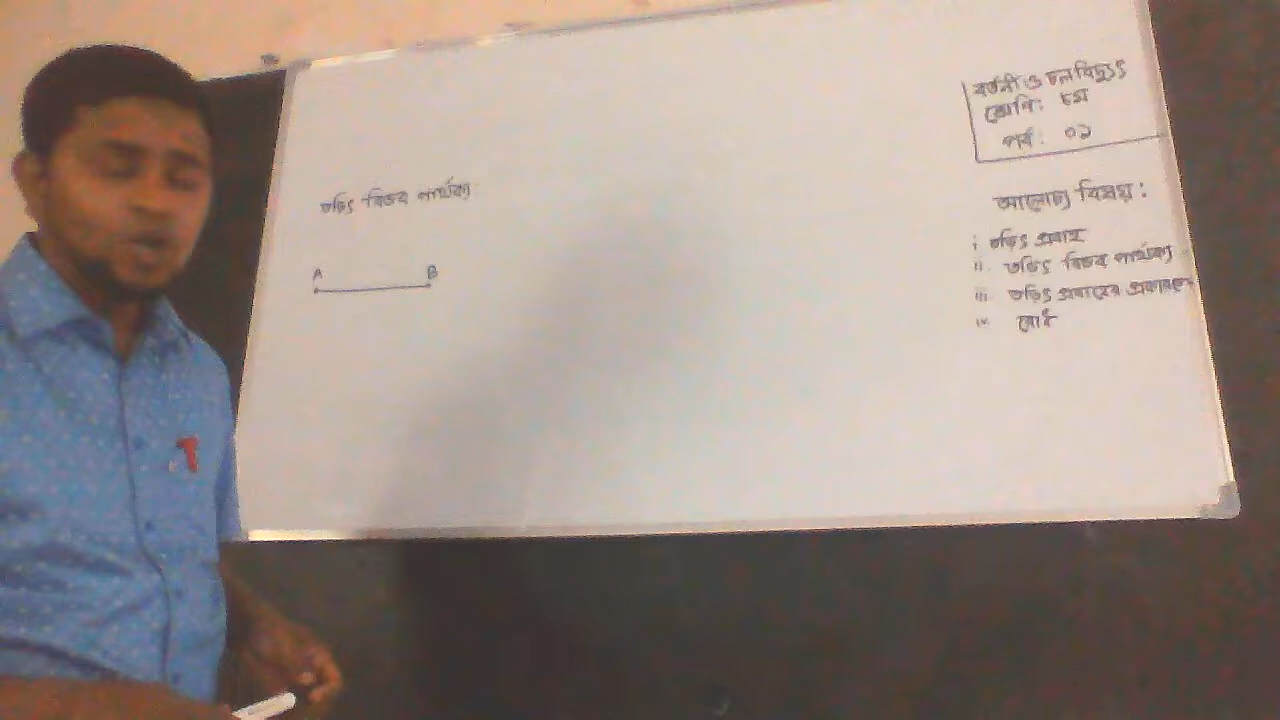 বর্তনী ও চলবিদ্যুৎ
শ্রেণি: ৮ম
পর্ব: ০১
তড়িৎ বিভব পার্থক্য
A B
আলোচ্য বিষয়:
i. তড়িৎ প্রবাহ
ii. তড়িৎ বিভব পার্থক্য
iii. তড়িৎ প্রবাহের প্রকারভেদ
iv. রোধ